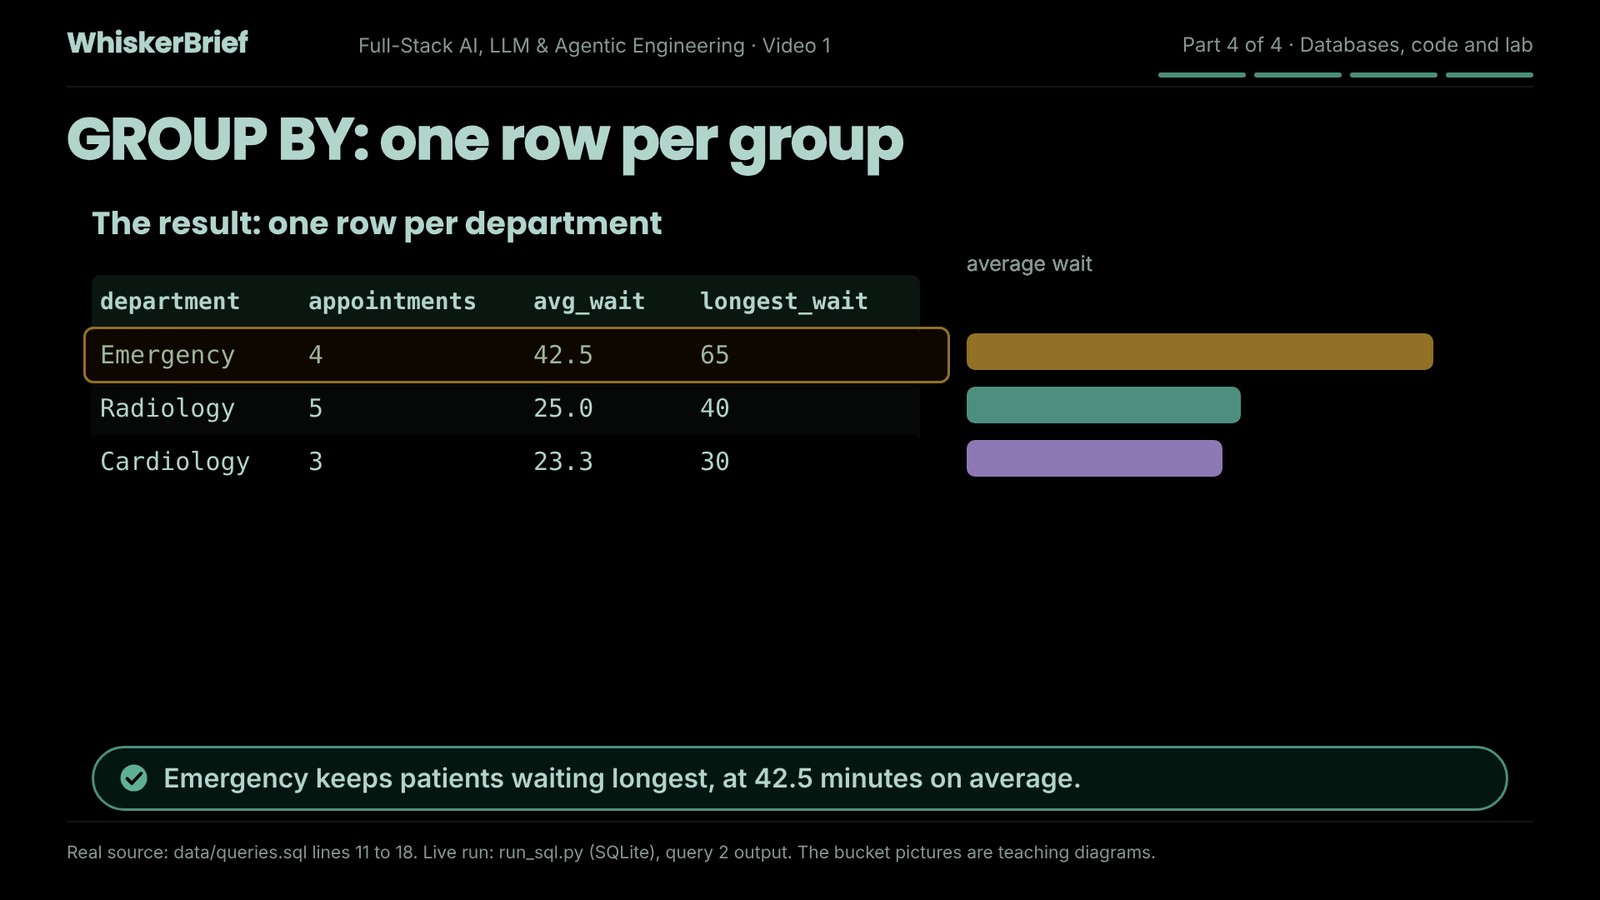 WhiskerBrief
Full-Stack AI, LLM & Agentic Engineering · Video 1
Part 4 of 4 · Databases, code and lab
GROUP BY: one row per group
The result: one row per department
average wait
department appointments avg_wait longest_wait
Emergency 4 42.5 65
Radiology 5 25.0 40
Cardiology 3 23.3 30
Emergency keeps patients waiting longest, at 42.5 minutes on average.
Real source: data/queries.sql lines 11 to 18. Live run: run_sql.py (SQLite), query 2 output. The bucket pictures are teaching diagrams.